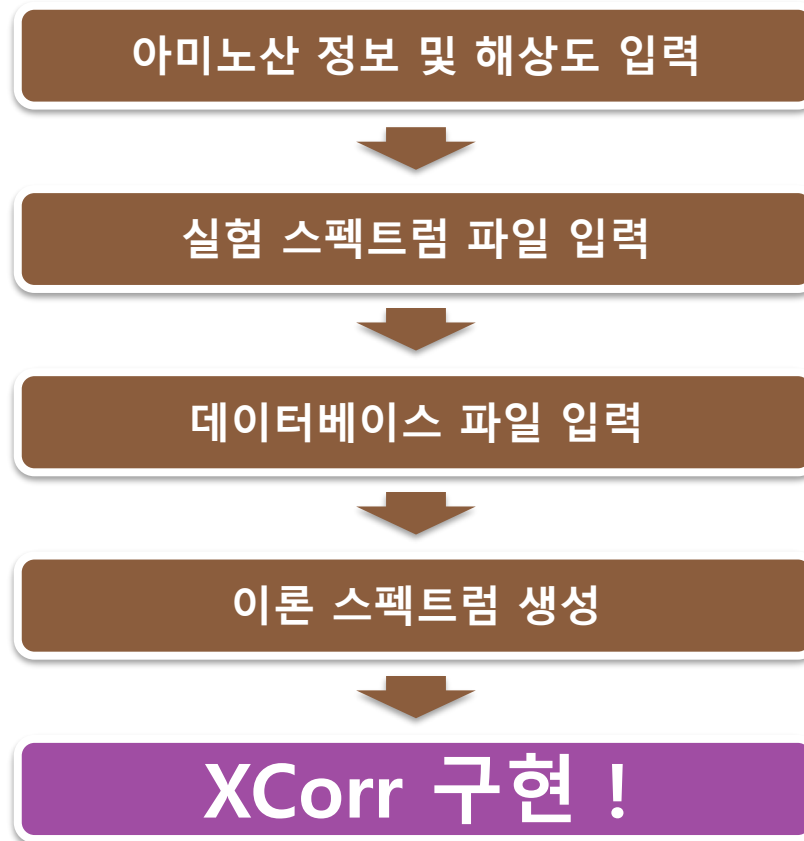 아미노산 정보 및 해상도 입력
실험 스펙트럼 파일 입력
데이터베이스 파일 입력
이론 스펙트럼 생성
XCorr 구현 !